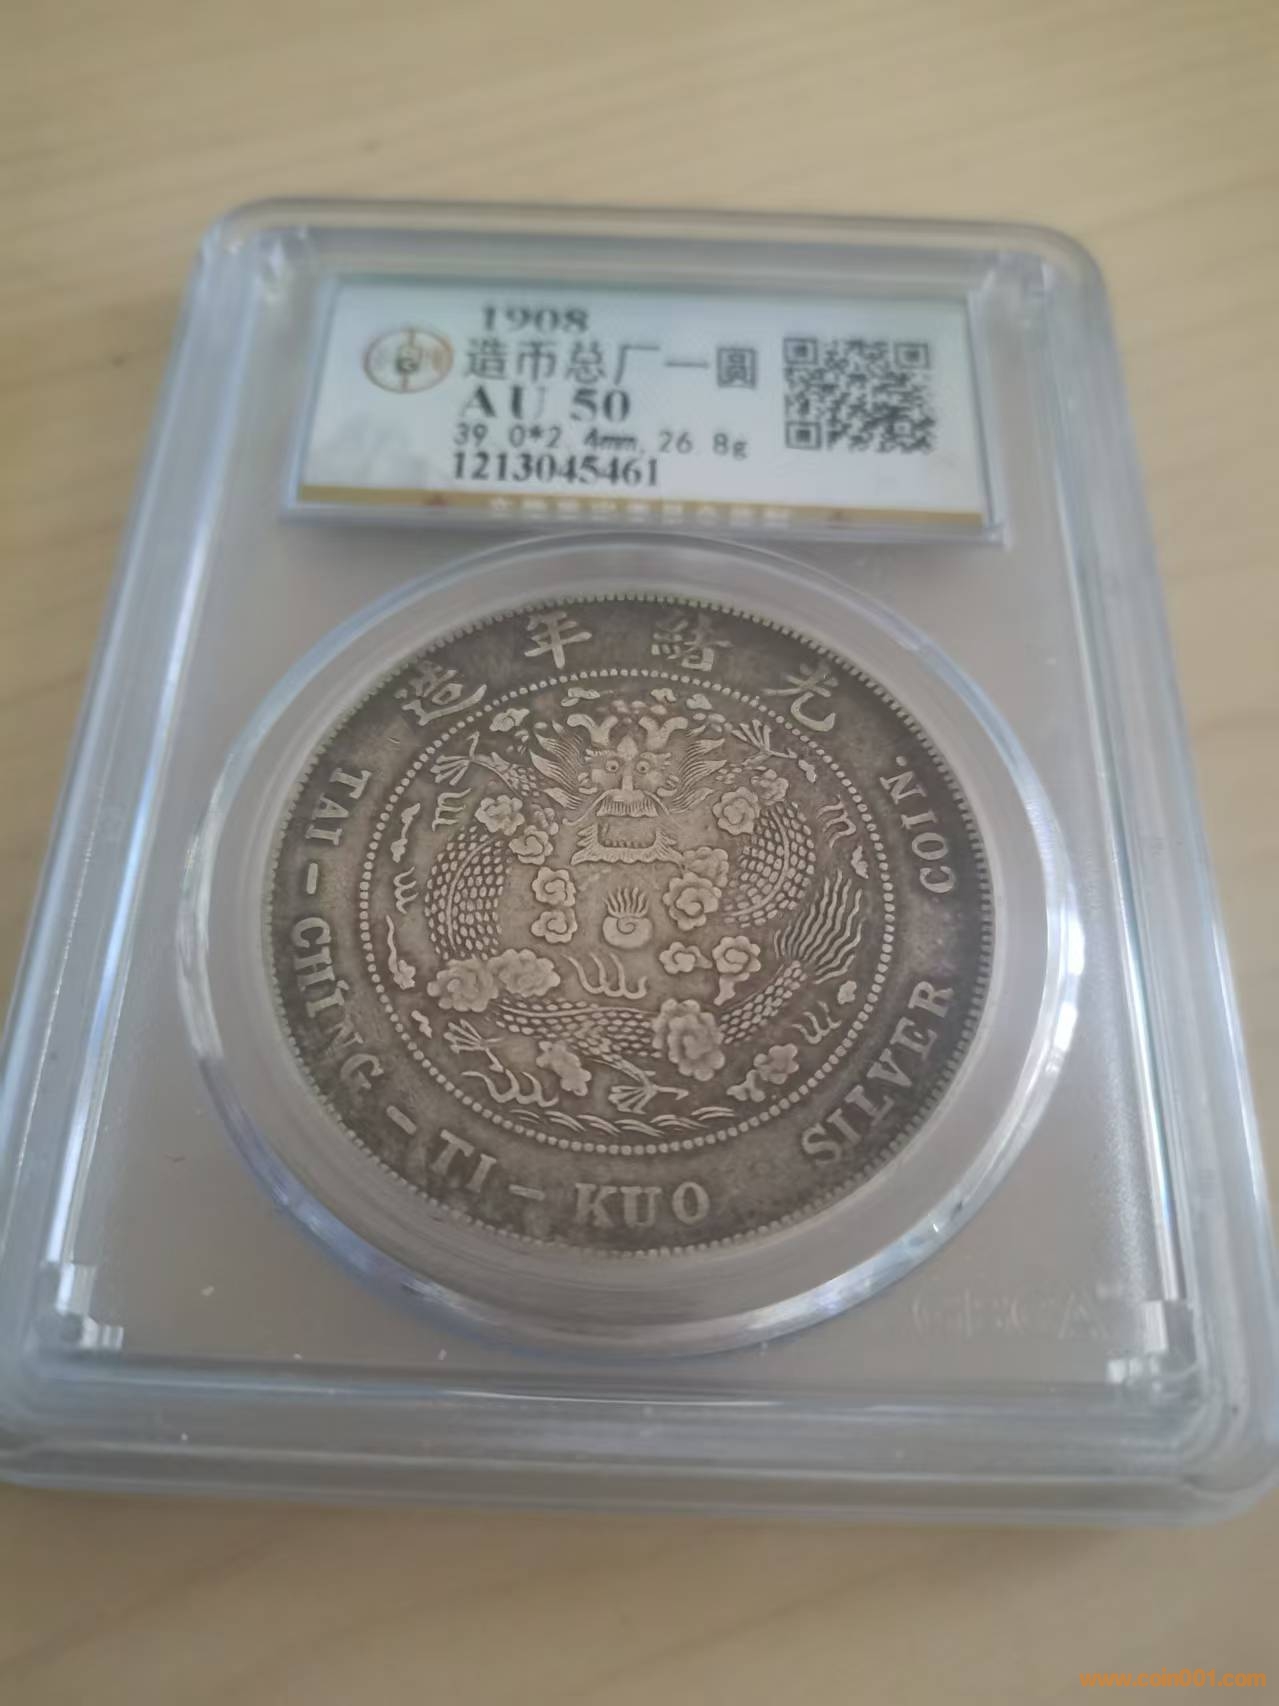 1908
造币总厂一圆
AU 50
39.0*2.4mm,26.8g
1213045461
造年緒光
TAI-CHING-TI-KUO SILVER COIN.
www.coin001.com